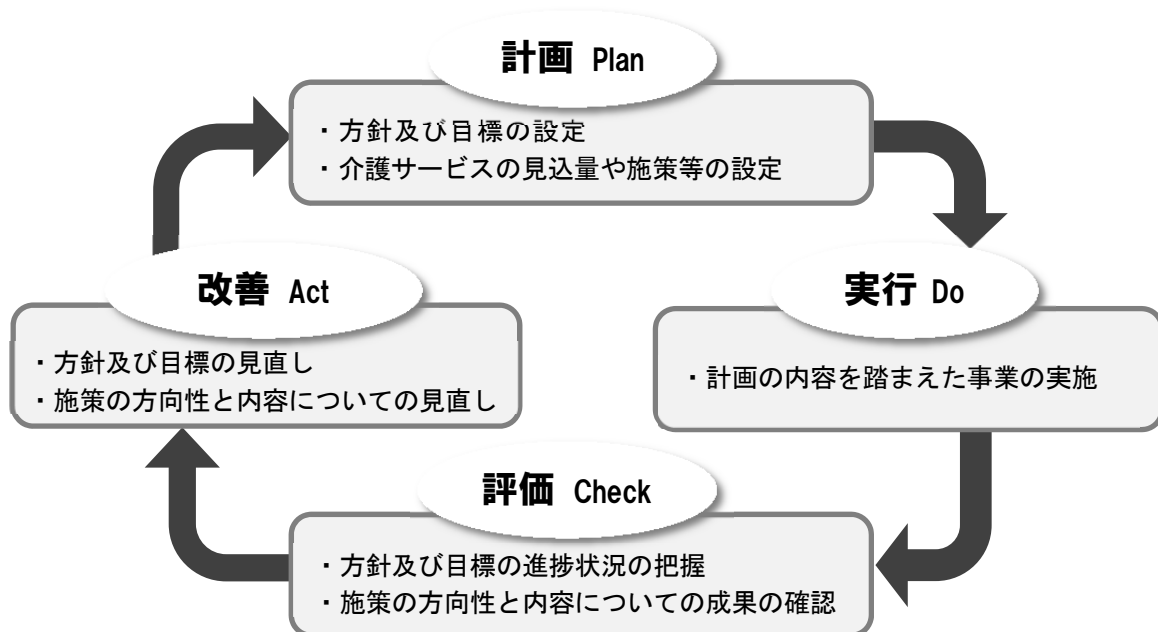 計画 Plan
・方針及び目標の設定
・介護サービスの見込量や施策等の設定
実行 Do
・計画の内容を踏まえた事業の実施
評価 Check
・方針及び目標の進捗状況の把握
・施策の方向性と内容についての成果の確認
改善 Act
・方針及び目標の見直し
・施策の方向性と内容についての見直し